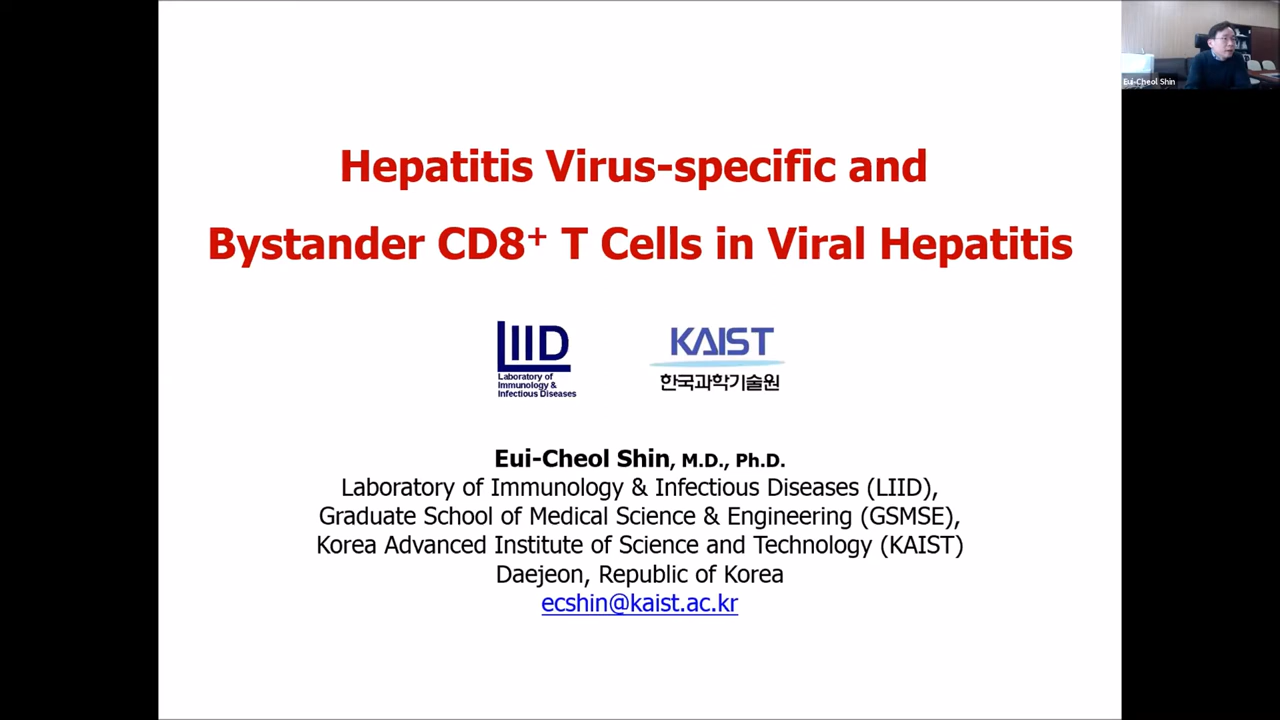 Hepatitis Virus-specific and
Bystander CD8⁺ T Cells in Viral Hepatitis
LIID
Laboratory of
Immunology &
Infectious Diseases
KAIST
한국과학기술원
Eui-Cheol Shin, M.D., Ph.D.
Laboratory of Immunology & Infectious Diseases (LIID),
Graduate School of Medical Science & Engineering (GSMSE),
Korea Advanced Institute of Science and Technology (KAIST)
Daejeon, Republic of Korea
ecshin@kaist.ac.kr
Eui-Cheol Shin